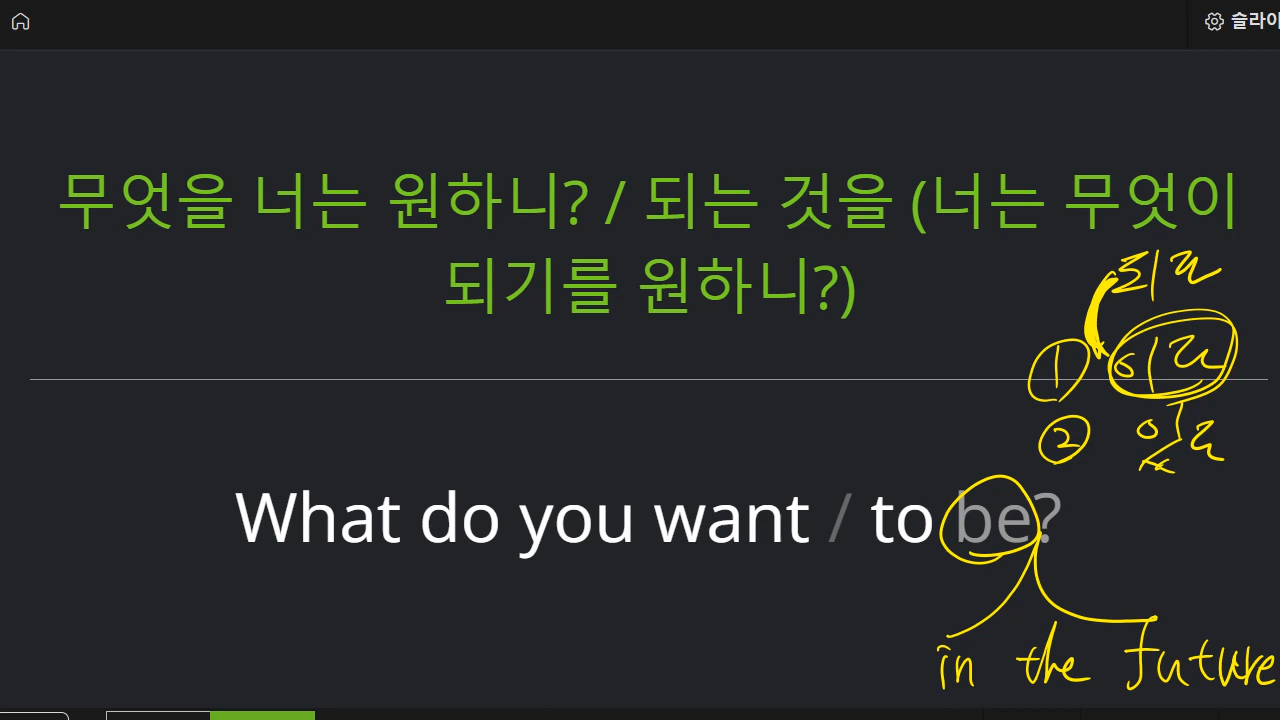 슬라이
무엇을 너는 원하니? / 되는 것을 (너는 무엇이
되기를 원하니?)
되다
① 이다
② 있다
What do you want / to be?
in the future